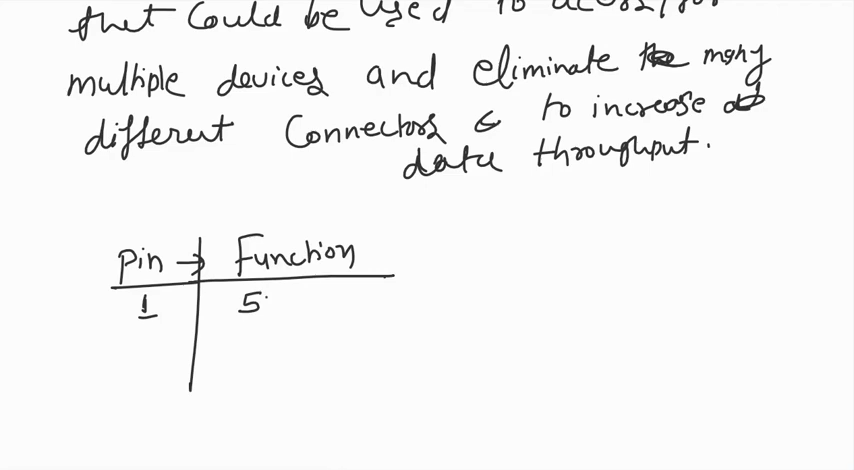 that could be used to
multiple devices and eliminate many
different connectors & to increase
data throughput.
Pin → Function
1 5